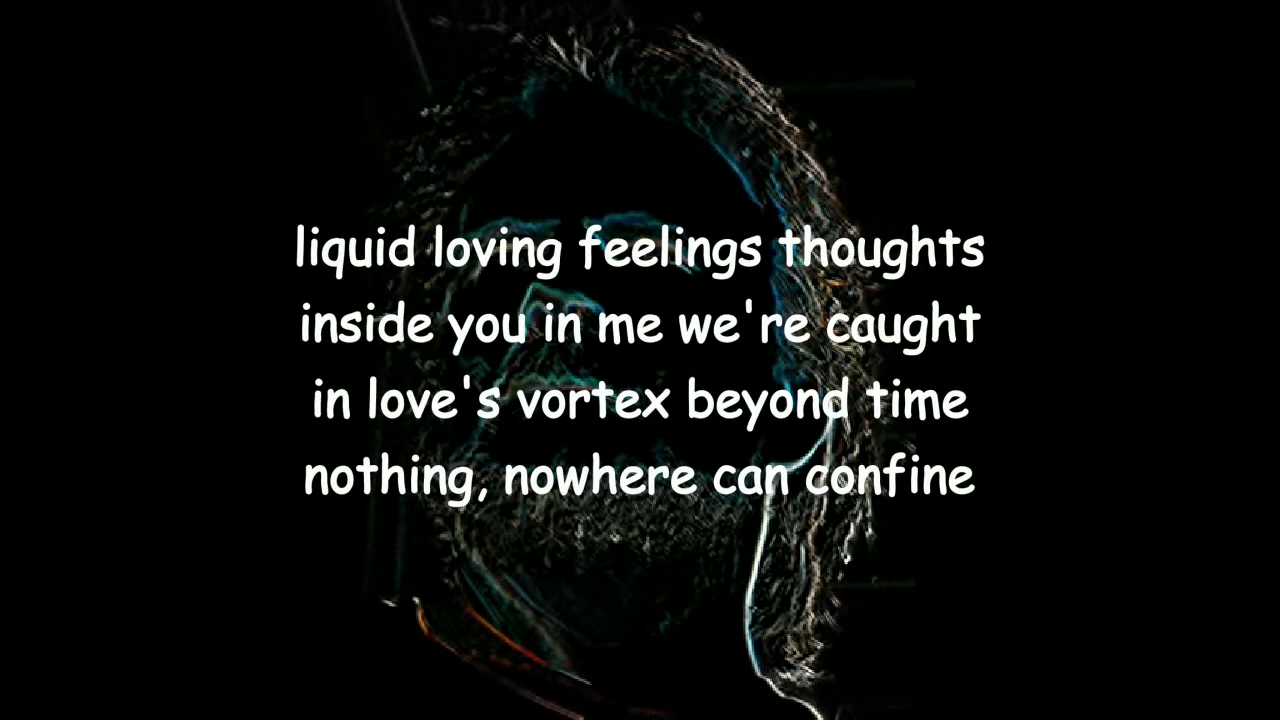 liquid loving feelings thoughts
inside you in me we're caught
in love's vortex beyond time
nothing, nowhere can confine